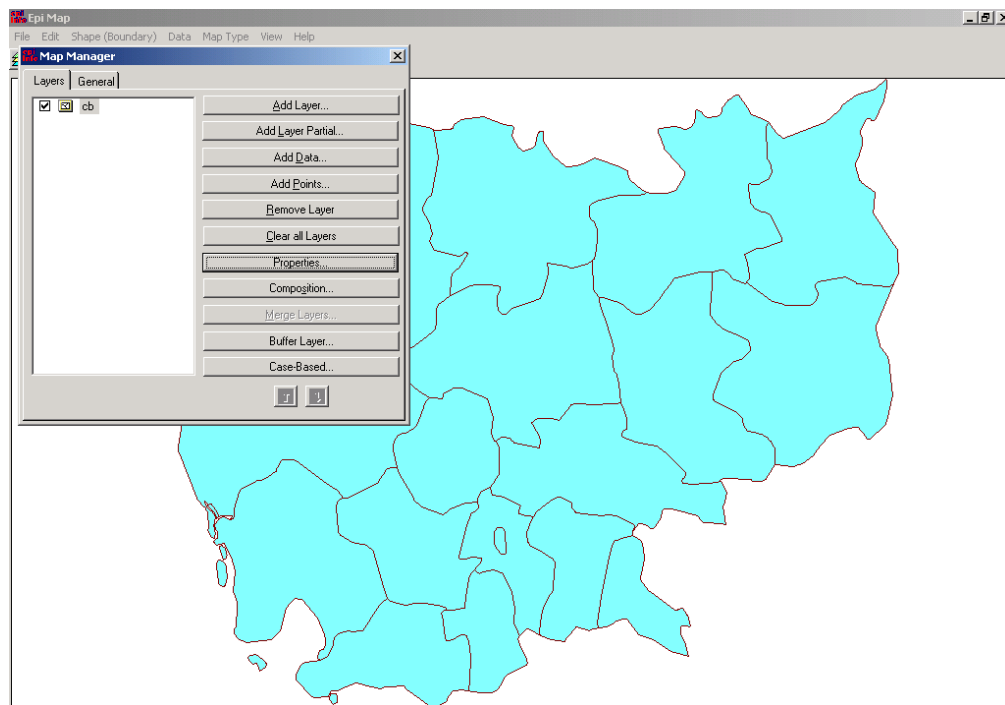 Epi Map
File Edit Shape (Boundary) Data Map Type View Help
Map Manager
Layers General
cb
Add Layer...
Add Layer Partial...
Add Data...
Add Points...
Remove Layer
Clear all Layers
Properties...
Composition...
Merge Layers...
Buffer Layer...
Case-Based...